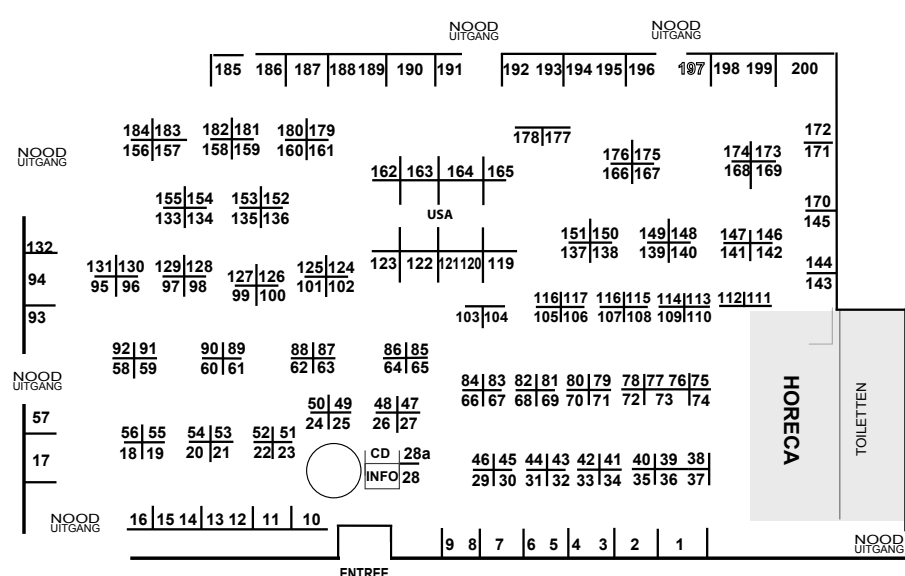 NOOD
UITGANG
NOOD
UITGANG
185 186 187 188 189 190 191 192 193 194 195 196 197 198 199 200
184 183 182 181 180 179 178 177 172
156 157 158 159 160 161 171
NOOD
UITGANG
176 175 174 173
166 167 168 169
162 163 164 165
155 154 153 152 170
133 134 135 136 145
USA
151 150 149 148 147 146
137 138 139 140 141 142
132
94
131 130 129 128 127 126 125 124 123 122 121 120 119 144
95 96 97 98 99 100 101 102 143
93
116 117 116 115 114 113 112 111
103 104 105 106 107 108 109 110
92 91 90 89 88 87 86 85
58 59 60 61 62 63 64 65
NOOD
UITGANG
84 83 82 81 80 79 78 77 76 75
66 67 68 69 70 71 72 73 74
HORECA
TOILETTEN
57
50 49 48 47
24 25 26 27
56 55 54 53 52 51
18 19 20 21 22 23
17
CD 28a
INFO 28
46 45 44 43 42 41 40 39 38
29 30 31 32 33 34 35 36 37
NOOD
UITGANG
16 15 14 13 12 11 10
9 8 7 6 5 4 3 2 1
NOOD
UITGANG
ENTREE